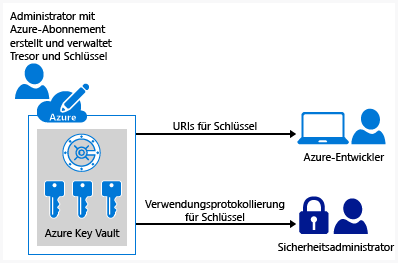 Administrator mit
Azure-Abonnement
erstellt und verwaltet
Tresor und Schlüssel
Azure
URIs für Schlüssel
Azure-Entwickler
Verwendungsprotokollierung
für Schlüssel
Azure Key Vault
Sicherheitsadministrator